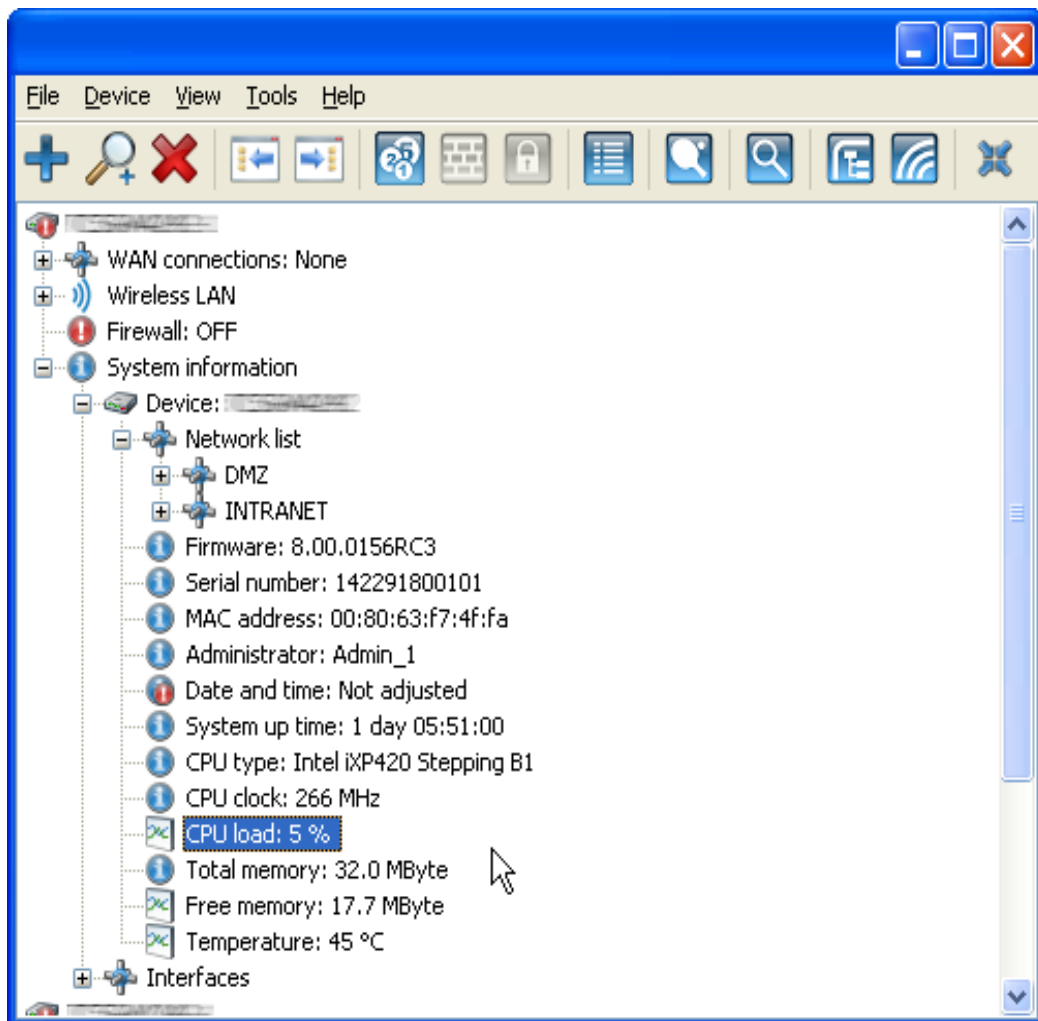 File Device View Tools Help
WAN connections: None
Wireless LAN
Firewall: OFF
System information
Device:
Network list
DMZ
INTRANET
Firmware: 8.00.0156RC3
Serial number: 142291800101
MAC address: 00:80:63:f7:4f:fa
Administrator: Admin_1
Date and time: Not adjusted
System up time: 1 day 05:51:00
CPU type: Intel iXP420 Stepping B1
CPU clock: 266 MHz
CPU load: 5 %
Total memory: 32.0 MByte
Free memory: 17.7 MByte
Temperature: 45 °C
Interfaces